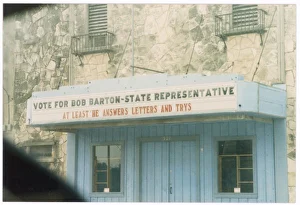 VOTE FOR BOB BARTON-STATE REPRESENTATIVE
AT LEAST HE ANSWERS LETTERS AND TRYS